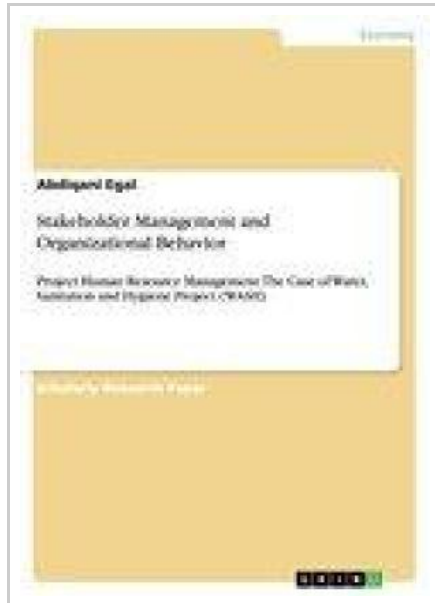 Abdiqani Egal
Stakeholder Management and
Organizational Behavior
Project Human Resource Management: The Case of Water,
Sanitation and Hygiene Project (WASH)
Scholarly Research Paper
GRIN